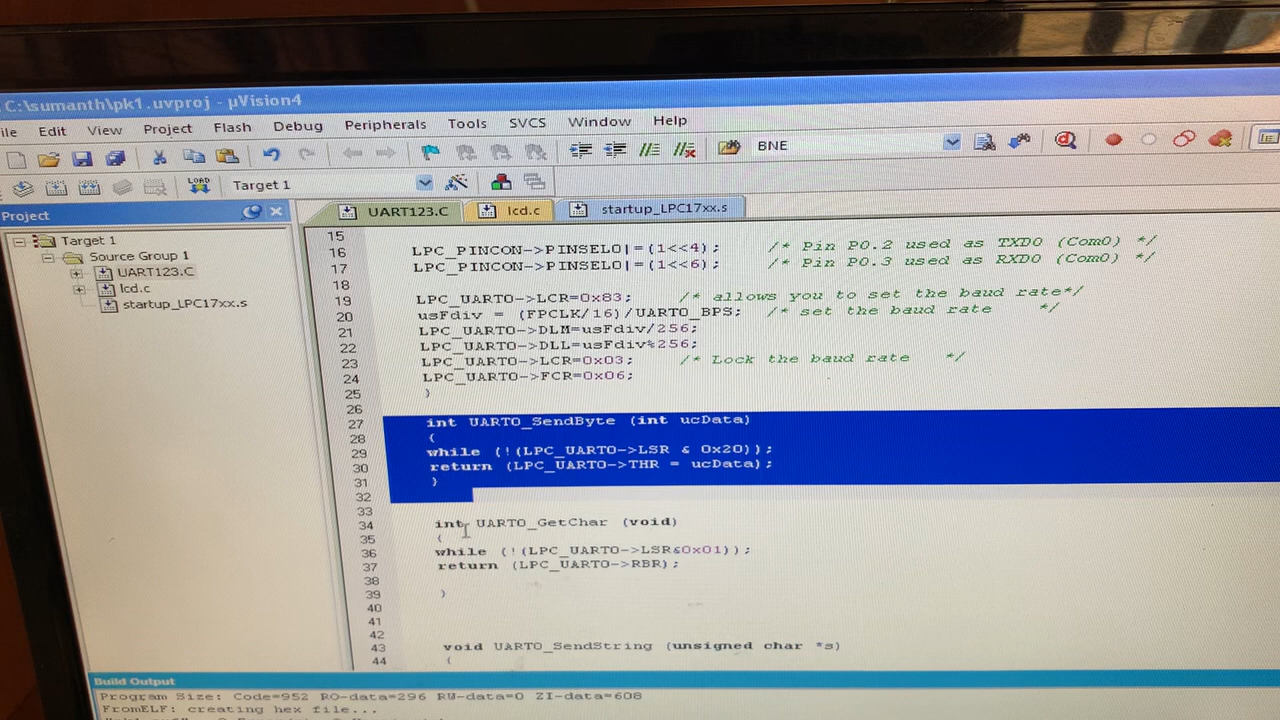 C:\sumanth\pk1.uvproj - µVision4
ile Edit View Project Flash Debug Peripherals Tools SVCS Window Help
BNE
LOAD Target 1
Project
UART123.C lcd.c startup_LPC17xx.s
Target 1
Source Group 1
UART123.C
lcd.c
startup_LPC17xx.s
15
16 LPC_PINCON->PINSEL0|=(1<<4); /* Pin P0.2 used as TXD0 (Com0) */
17 LPC_PINCON->PINSEL0|=(1<<6); /* Pin P0.3 used as RXD0 (Com0) */
18
19 LPC_UART0->LCR=0x83; /* allows you to set the baud rate*/
20 usFdiv = (FPCLK/16)/UART0_BPS; /* set the baud rate */
21 LPC_UART0->DLM=usFdiv/256;
22 LPC_UART0->DLL=usFdiv%256;
23 LPC_UART0->LCR=0x03; /* Lock the baud rate */
24 LPC_UART0->FCR=0x06;
25 }
26
27 int UART0_SendByte (int ucData)
28 {
29 while (!(LPC_UART0->LSR & 0x20));
30 return (LPC_UART0->THR = ucData);
31 }
32
33
34 int UART0_GetChar (void)
35 {
36 while (!(LPC_UART0->LSR&0x01));
37 return (LPC_UART0->RBR);
38
39 }
40
41
42
43 void UART0_SendString (unsigned char *s)
44 {
Build Output
Program Size: Code=952 RO-data=296 RW-data=0 ZI-data=608
FromELF: creating hex file...